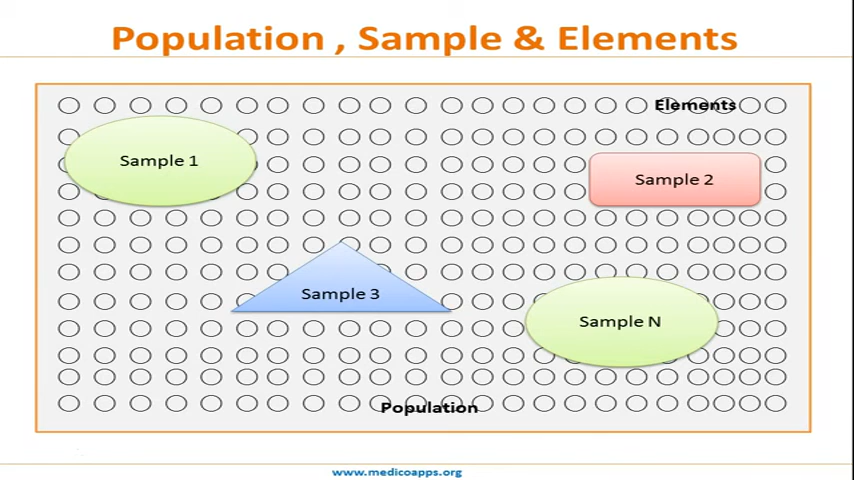 Population , Sample & Elements
Elements
Sample 1
Sample 2
Sample 3
Sample N
Population
www.medicoapps.org